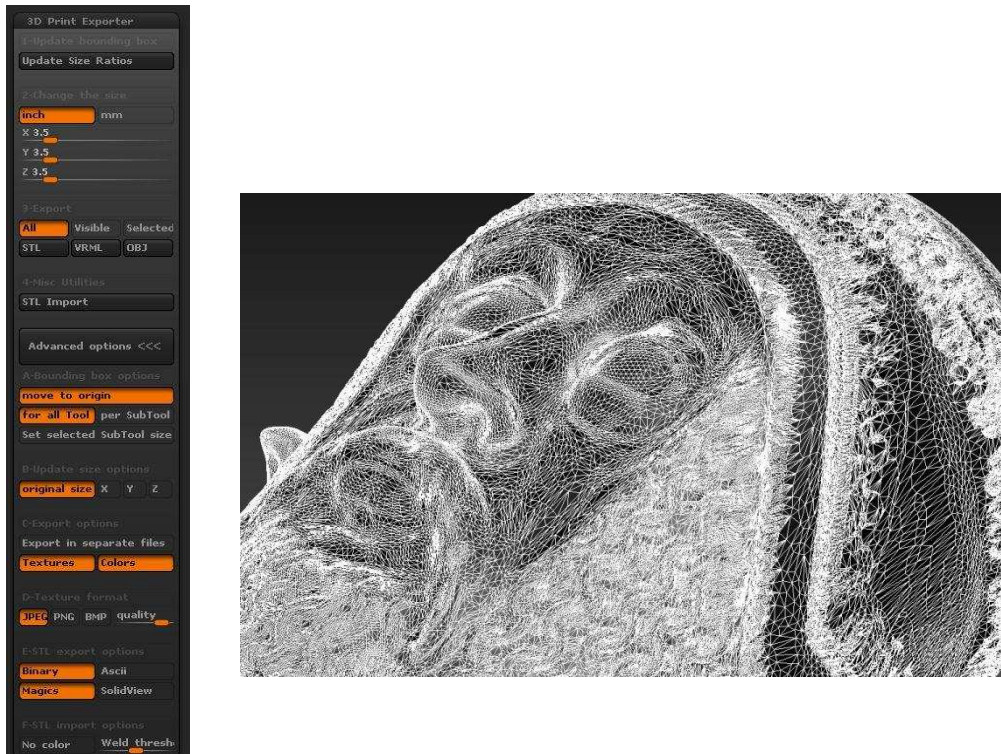 3D Print Exporter
1-Update bounding box
Update Size Ratios
2-Change the size
inch mm
X 3.5
Y 3.5
Z 3.5
3-Export
All Visible Selected
STL VRML OBJ
4-Misc Utilities
STL Import
Advanced options <<<
A-Bounding box options
move to origin
for all Tool per SubTool
Set selected SubTool size
B-Update size options
original size X Y Z
C-Export options
Export in separate files
Textures Colors
D-Texture format
JPEG PNG BMP quality
E-STL export options
Binary Ascii
Magics SolidView
F-STL import options
No color Weld thresh